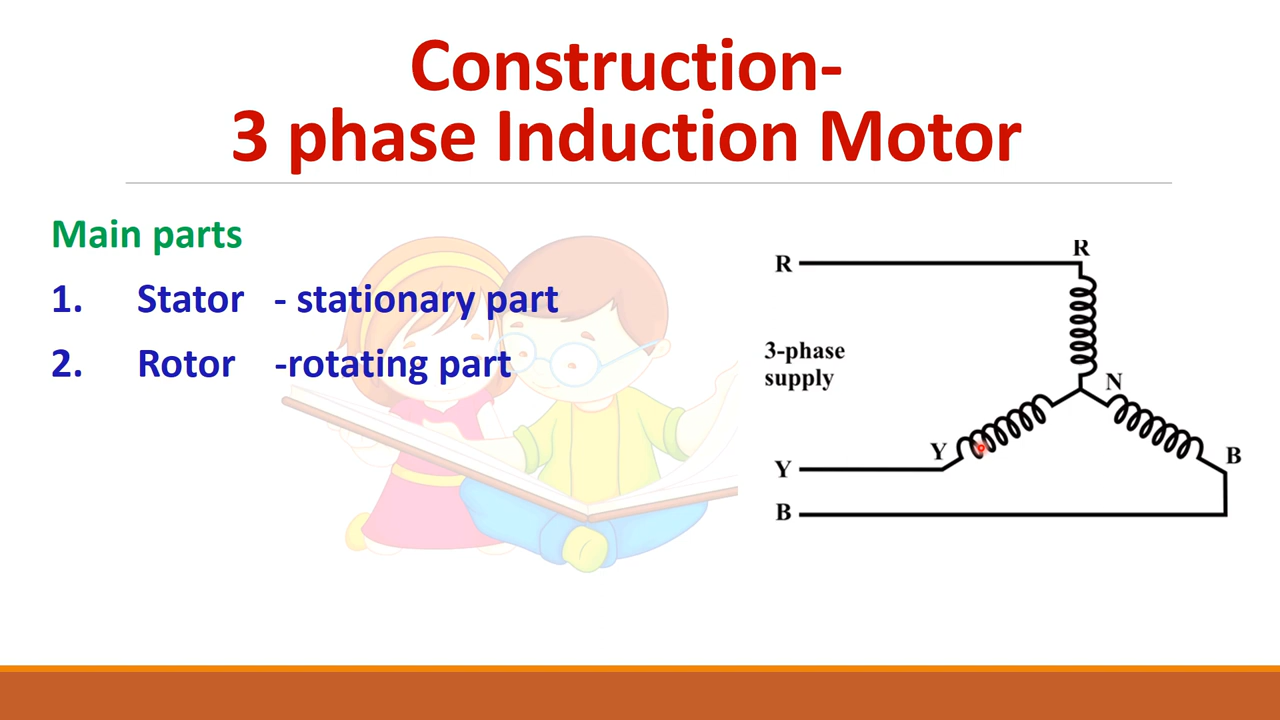 Construction-
3 phase Induction Motor
Main parts
1. Stator - stationary part
2. Rotor -rotating part
R
R
3-phase
supply
N
Y
B
Y
B